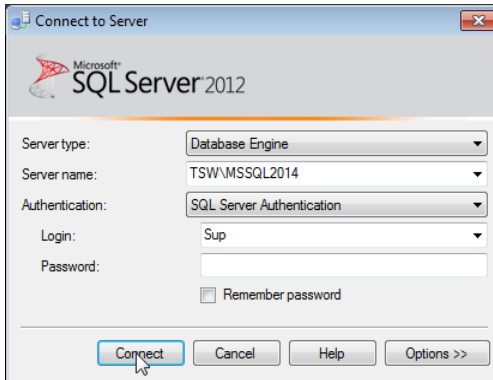 Connect to Server
Microsoft®
SQL Server® 2012
Server type: Database Engine
Server name: TSW\MSSQL2014
Authentication: SQL Server Authentication
Login: Sup
Password:
Remember password
Connect Cancel Help Options >>